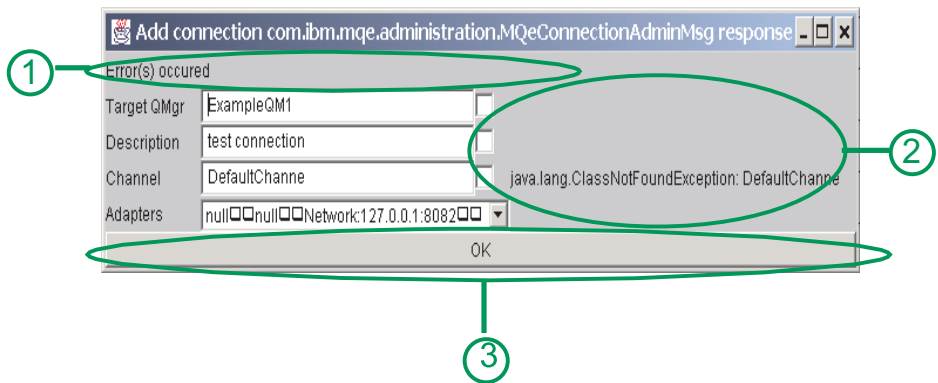 Add connection com.ibm.mqe.administration.MQeConnectionAdminMsg response
1
Error(s) occured
Target QMgr ExampleQM1
Description test connection
2
Channel DefaultChanne java.lang.ClassNotFoundException: DefaultChanne
Adapters null□□null□□Network:127.0.0.1:8082□□
OK
3